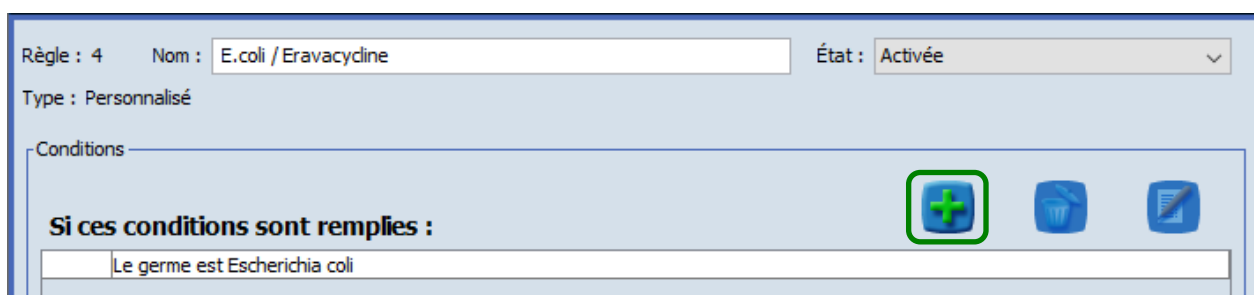 Règle : 4 Nom : E.coli / Eravacycline État : Activée
Type : Personnalisé
Conditions
Si ces conditions sont remplies :
Le germe est Escherichia coli